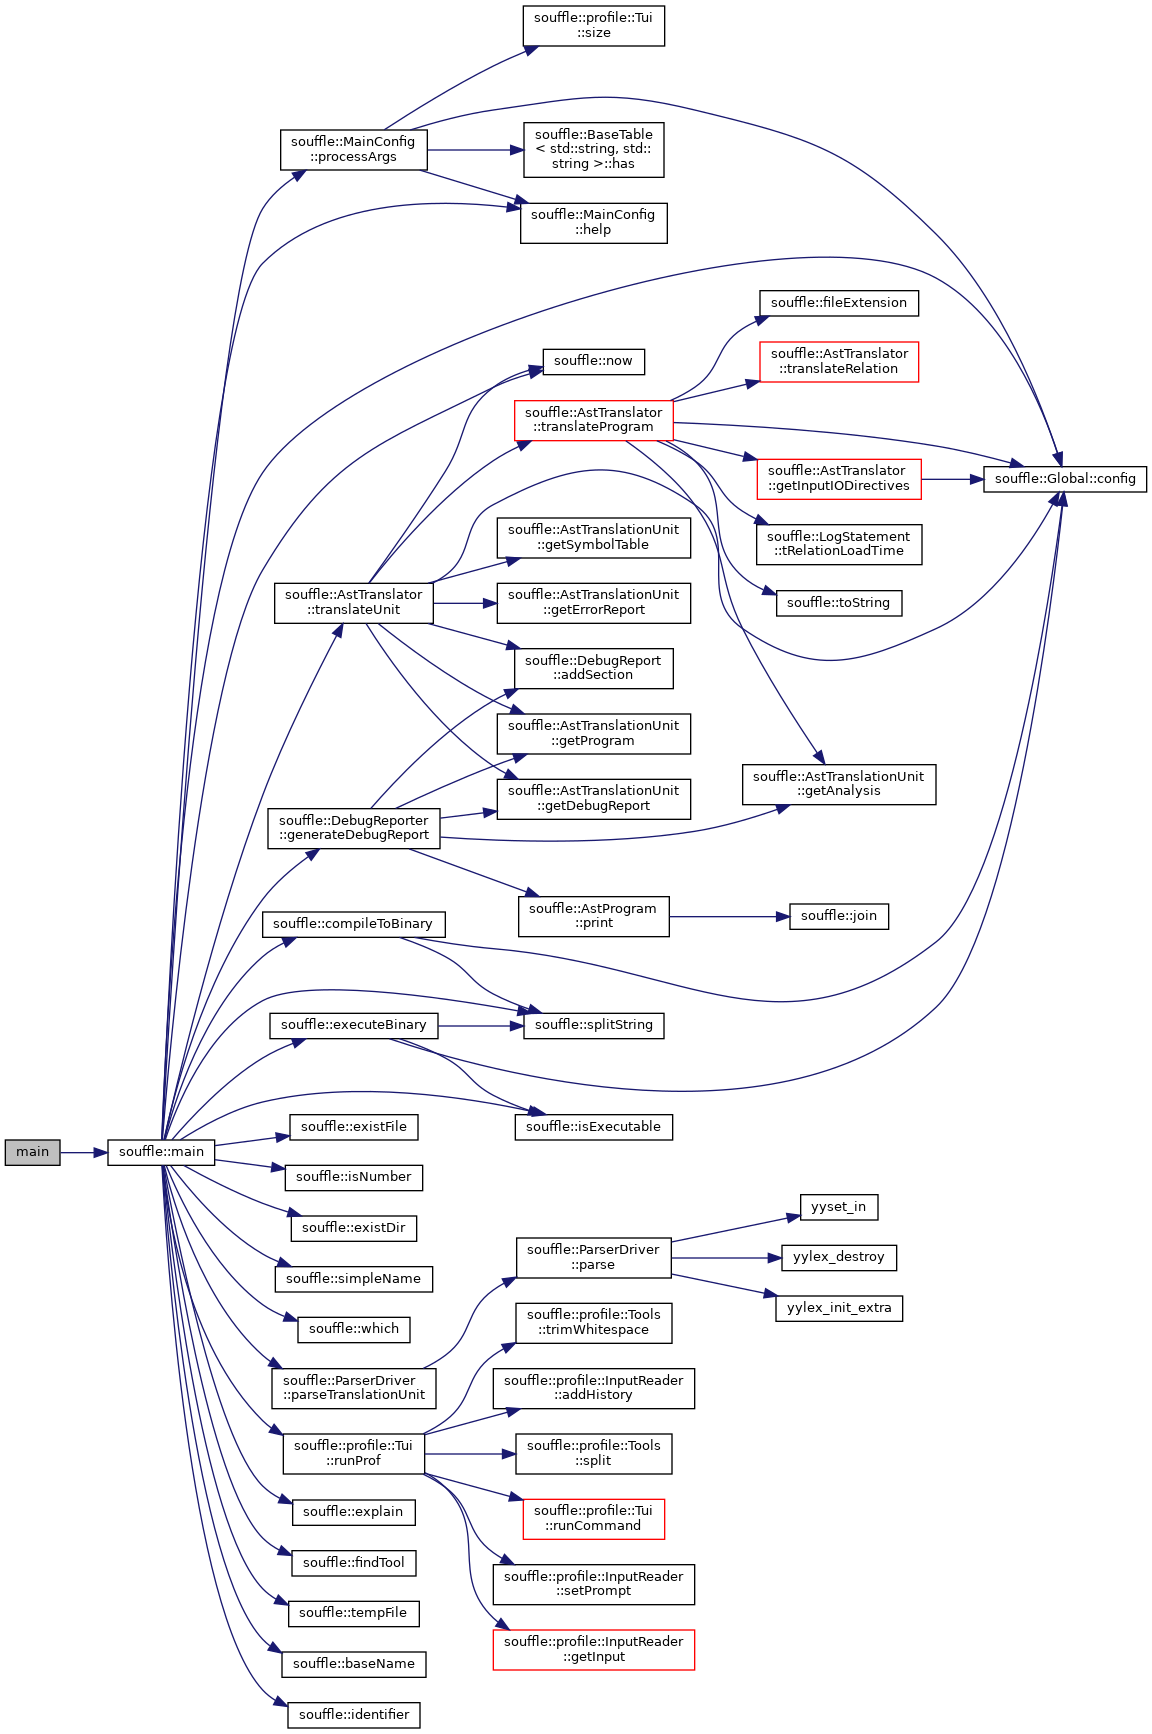 souffle::profile::Tui
::size
souffle::MainConfig
::processArgs
souffle::BaseTable
< std::string, std::
string >::has
souffle::MainConfig
::help
souffle::fileExtension
souffle::now
souffle::AstTranslator
::translateRelation
souffle::AstTranslator
::translateProgram
souffle::AstTranslator
::getInputIODirectives
souffle::Global::config
souffle::AstTranslationUnit
::getSymbolTable
souffle::LogStatement
::tRelationLoadTime
souffle::AstTranslator
::translateUnit
souffle::AstTranslationUnit
::getErrorReport
souffle::toString
souffle::DebugReport
::addSection
souffle::AstTranslationUnit
::getProgram
souffle::AstTranslationUnit
::getAnalysis
souffle::AstTranslationUnit
::getDebugReport
souffle::DebugReporter
::generateDebugReport
souffle::AstProgram
::print
souffle::join
souffle::compileToBinary
souffle::executeBinary
souffle::splitString
souffle::existFile
souffle::isExecutable
main
souffle::main
souffle::isNumber
souffle::existDir
souffle::simpleName
souffle::which
souffle::ParserDriver
::parse
yyset_in
yylex_destroy
yylex_init_extra
souffle::profile::Tools
::trimWhitespace
souffle::ParserDriver
::parseTranslationUnit
souffle::profile::InputReader
::addHistory
souffle::profile::Tui
::runProf
souffle::profile::Tools
::split
souffle::explain
souffle::profile::Tui
::runCommand
souffle::findTool
souffle::profile::InputReader
::setPrompt
souffle::tempFile
souffle::baseName
souffle::profile::InputReader
::getInput
souffle::identifier